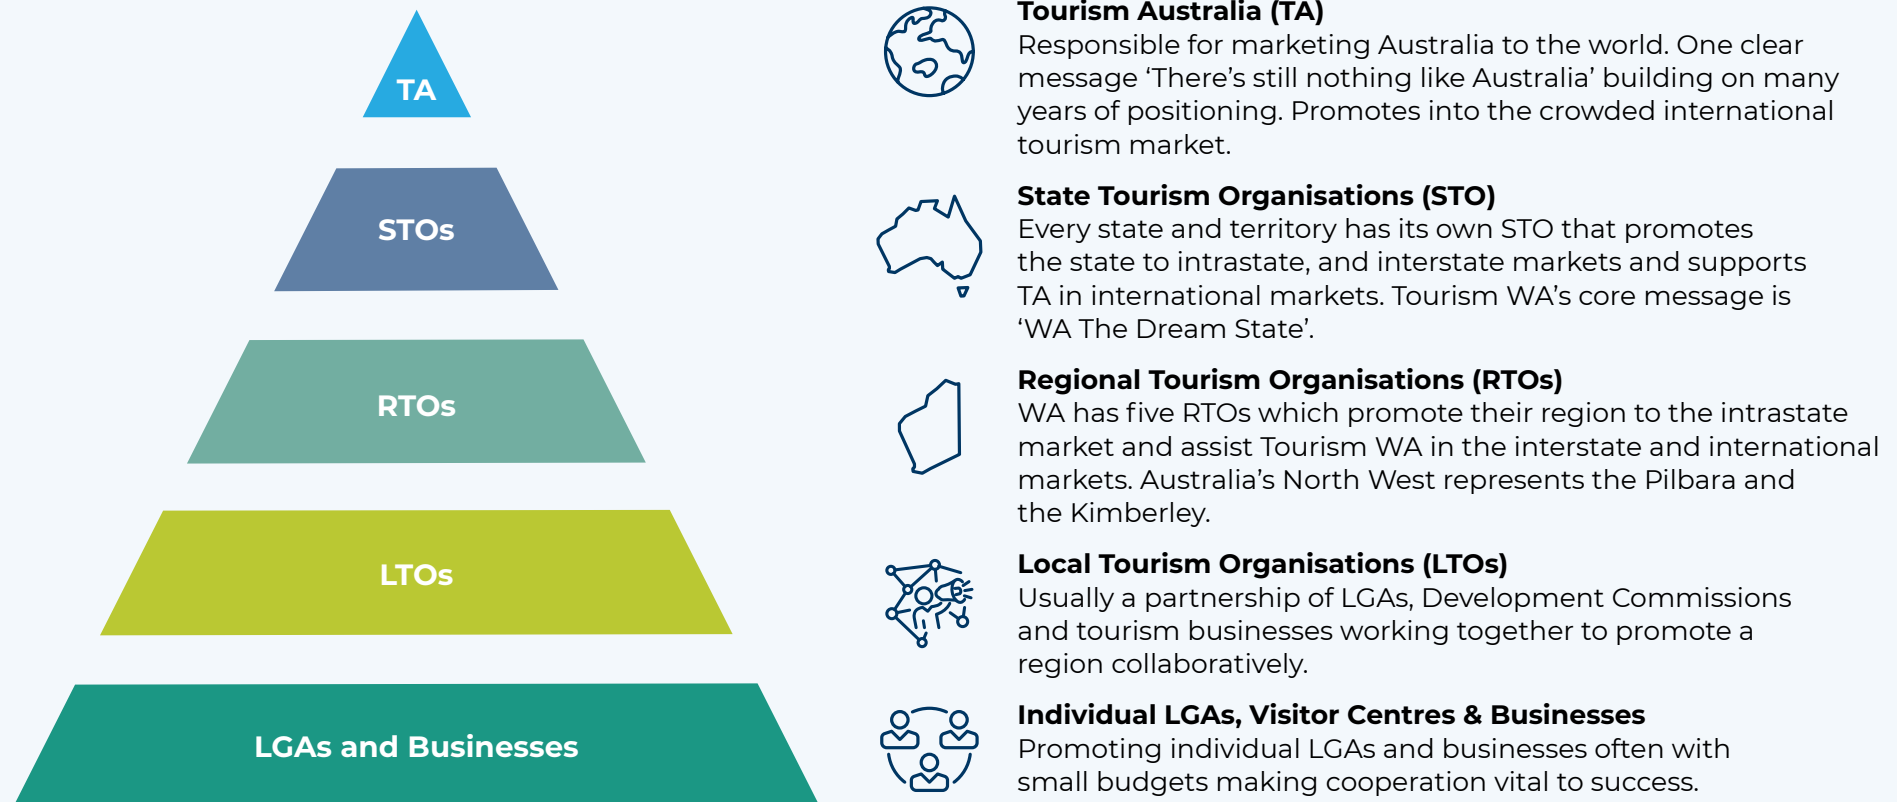 TA
STOs
RTOs
LTOs
LGAs and Businesses
Tourism Australia (TA)
Responsible for marketing Australia to the world. One clear
message ‘There’s still nothing like Australia’ building on many
years of positioning. Promotes into the crowded international
tourism market.
State Tourism Organisations (STO)
Every state and territory has its own STO that promotes
the state to intrastate, and interstate markets and supports
TA in international markets. Tourism WA’s core message is
‘WA The Dream State’.
Regional Tourism Organisations (RTOs)
WA has five RTOs which promote their region to the intrastate
market and assist Tourism WA in the interstate and international
markets. Australia’s North West represents the Pilbara and
the Kimberley.
Local Tourism Organisations (LTOs)
Usually a partnership of LGAs, Development Commissions
and tourism businesses working together to promote a
region collaboratively.
Individual LGAs, Visitor Centres & Businesses
Promoting individual LGAs and businesses often with
small budgets making cooperation vital to success.